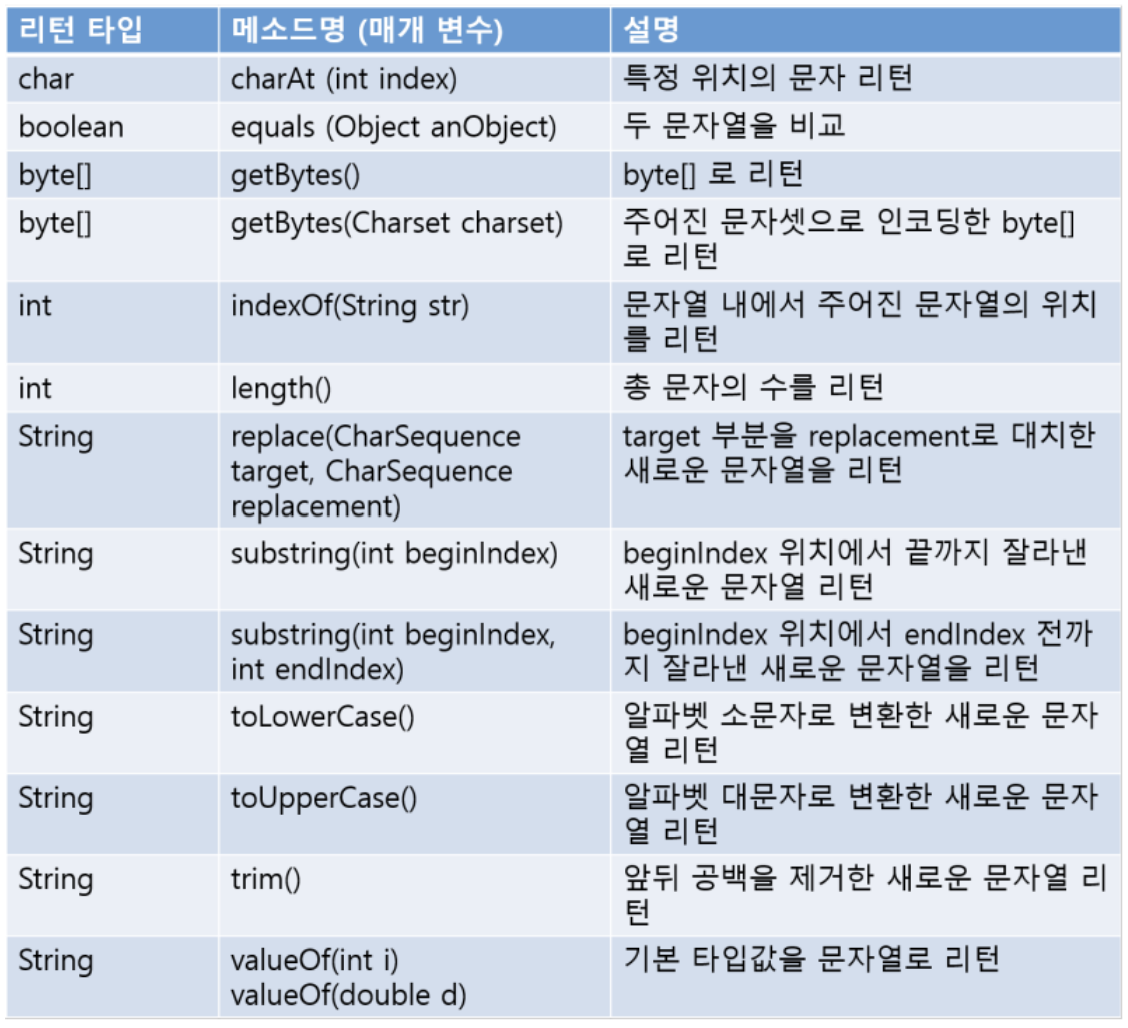 리턴 타입 메소드명 (매개 변수) 설명
char charAt (int index) 특정 위치의 문자 리턴
boolean equals (Object anObject) 두 문자열을 비교
byte[] getBytes() byte[] 로 리턴
byte[] getBytes(Charset charset) 주어진 문자셋으로 인코딩한 byte[]
로 리턴
int indexOf(String str) 문자열 내에서 주어진 문자열의 위치
를 리턴
int length() 총 문자의 수를 리턴
String replace(CharSequence target 부분을 replacement로 대치한
target, CharSequence 새로운 문자열을 리턴
replacement)
String substring(int beginIndex) beginIndex 위치에서 끝까지 잘라낸
새로운 문자열 리턴
String substring(int beginIndex, beginIndex 위치에서 endIndex 전까
int endIndex) 지 잘라낸 새로운 문자열을 리턴
String toLowerCase() 알파벳 소문자로 변환한 새로운 문자
열 리턴
String toUpperCase() 알파벳 대문자로 변환한 새로운 문자
열 리턴
String trim() 앞뒤 공백을 제거한 새로운 문자열 리
턴
String valueOf(int i) 기본 타입값을 문자열로 리턴
valueOf(double d)